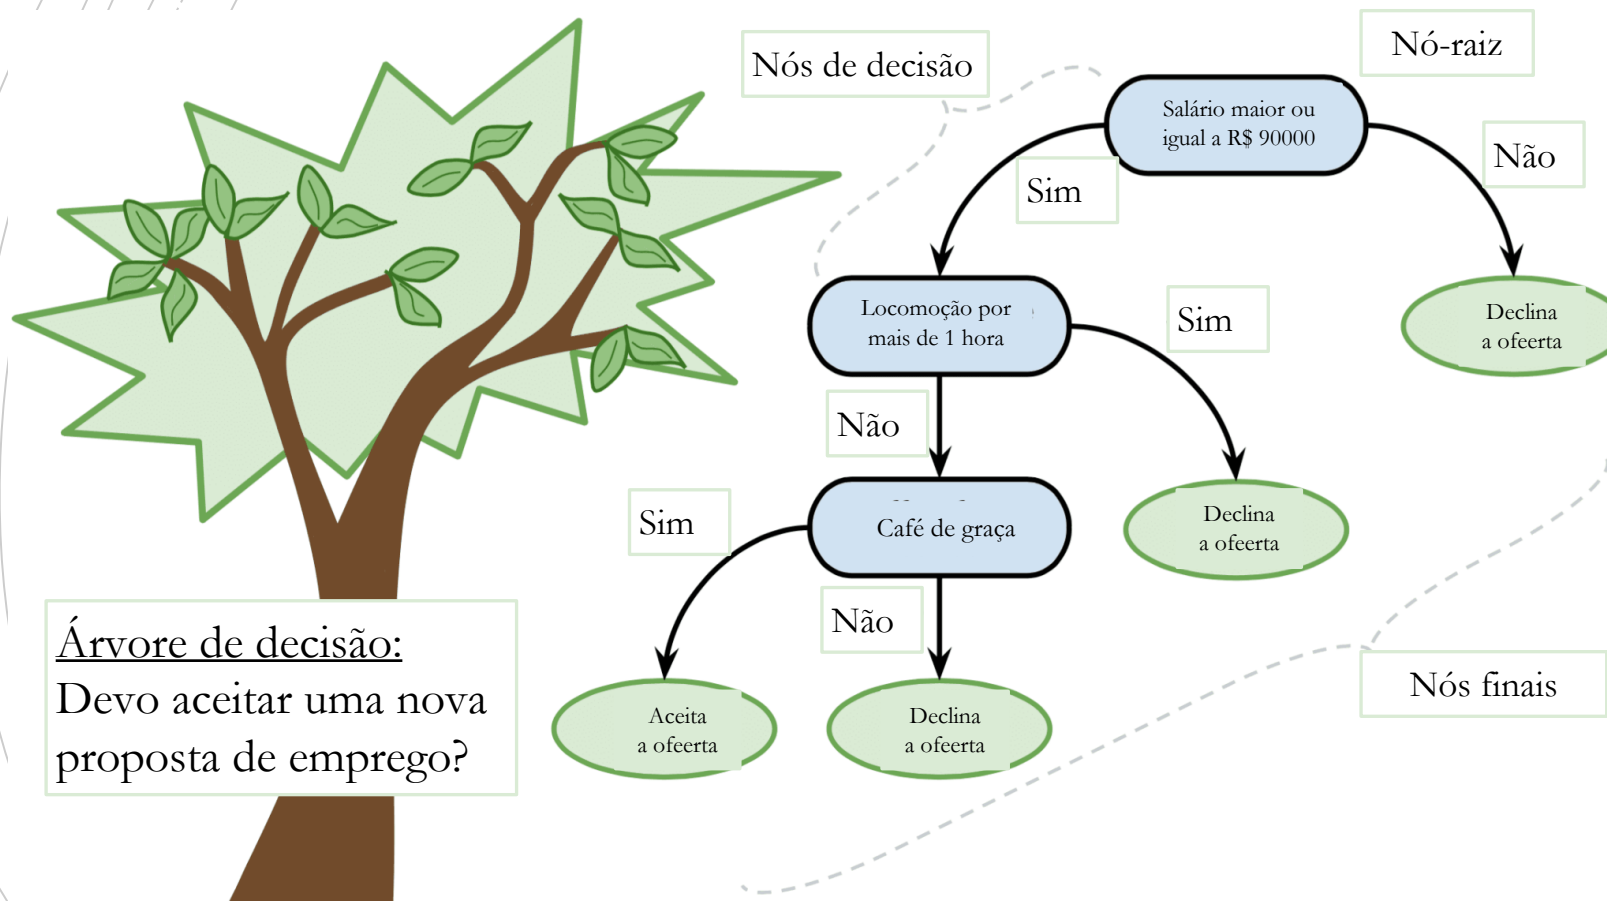 Nós de decisão
Nó-raiz
Salário maior ou
igual a R$ 90000
Não
Sim
Locomoção por
mais de 1 hora
Sim
Declina
a ofeerta
Não
Sim
Café de graça
Declina
a ofeerta
Não
Árvore de decisão:
Devo aceitar uma nova
proposta de emprego?
Nós finais
Aceita
a ofeerta
Declina
a ofeerta